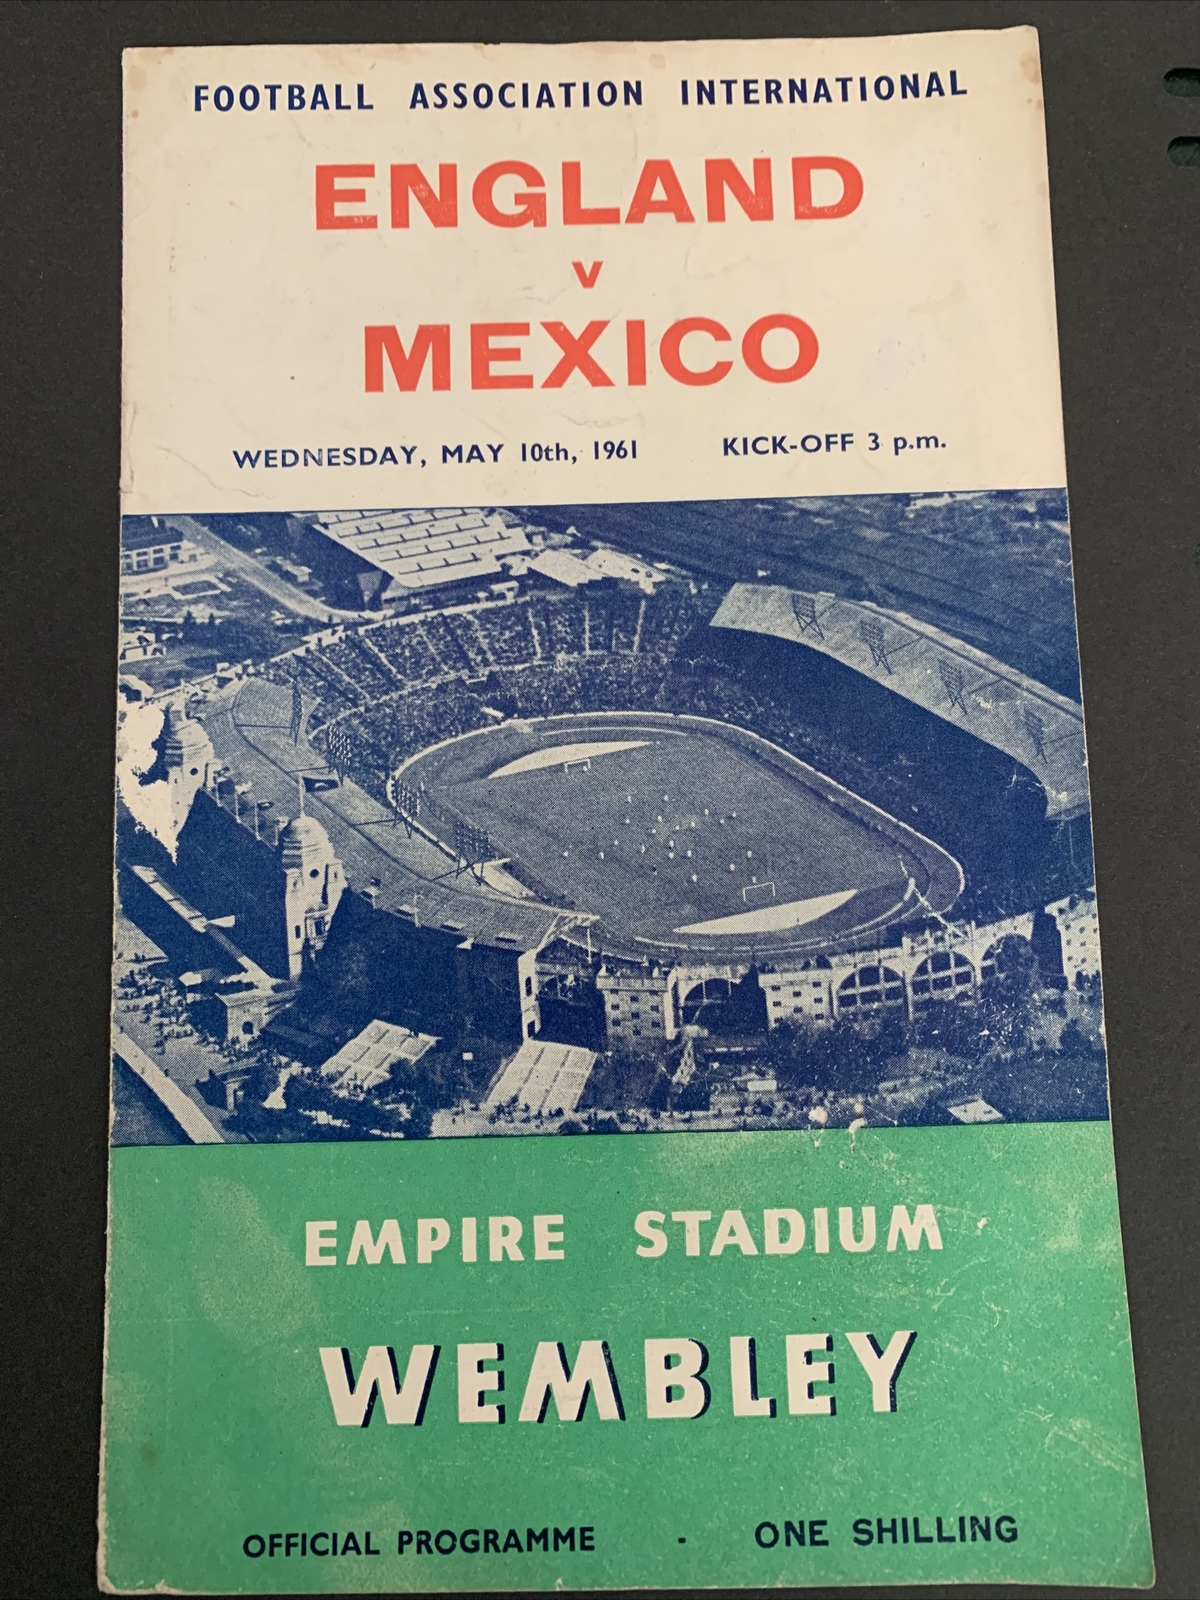 FOOTBALL ASSOCIATION INTERNATIONAL
ENGLAND
v
MEXICO
WEDNESDAY, MAY 10th, 1961 KICK-OFF 3 p.m.
EMPIRE STADIUM
WEMBLEY
OFFICIAL PROGRAMME - ONE SHILLING